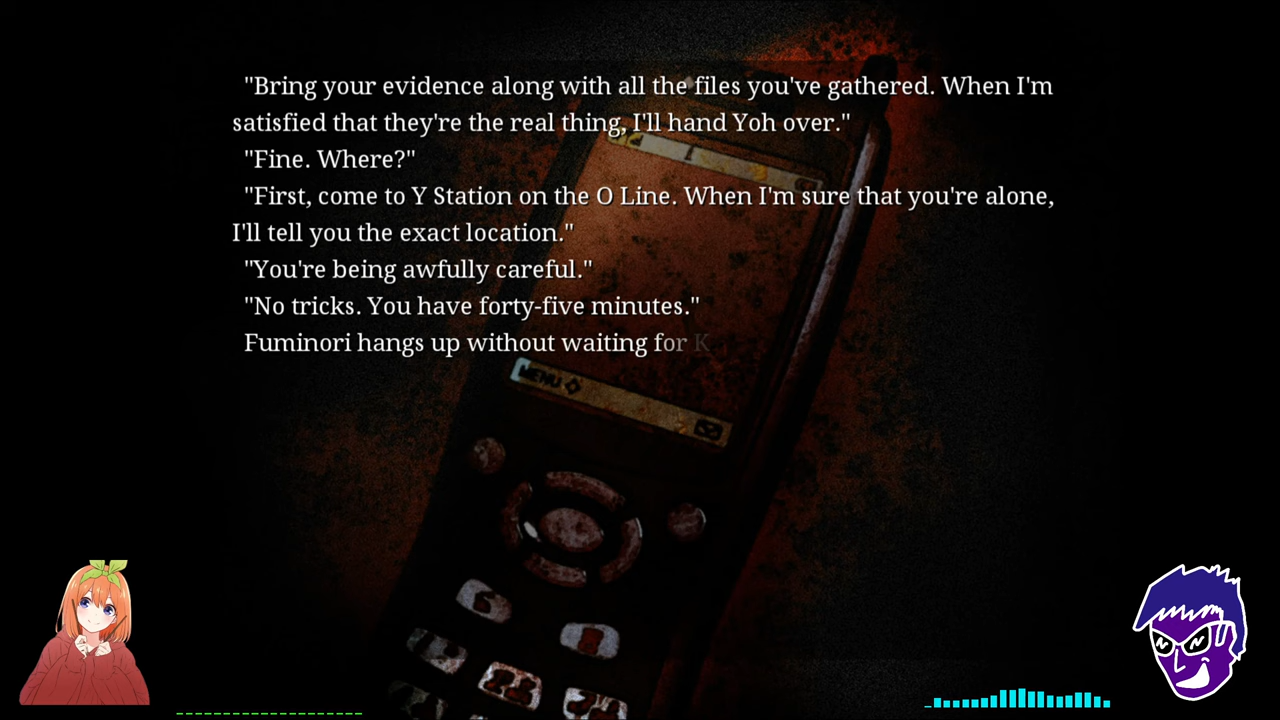 "Bring your evidence along with all the files you've gathered. When I'm
satisfied that they're the real thing, I'll hand Yoh over."
"Fine. Where?"
"First, come to Y Station on the O Line. When I'm sure that you're alone,
I'll tell you the exact location."
"You're being awfully careful."
"No tricks. You have forty-five minutes."
Fuminori hangs up without waiting for K
MENU